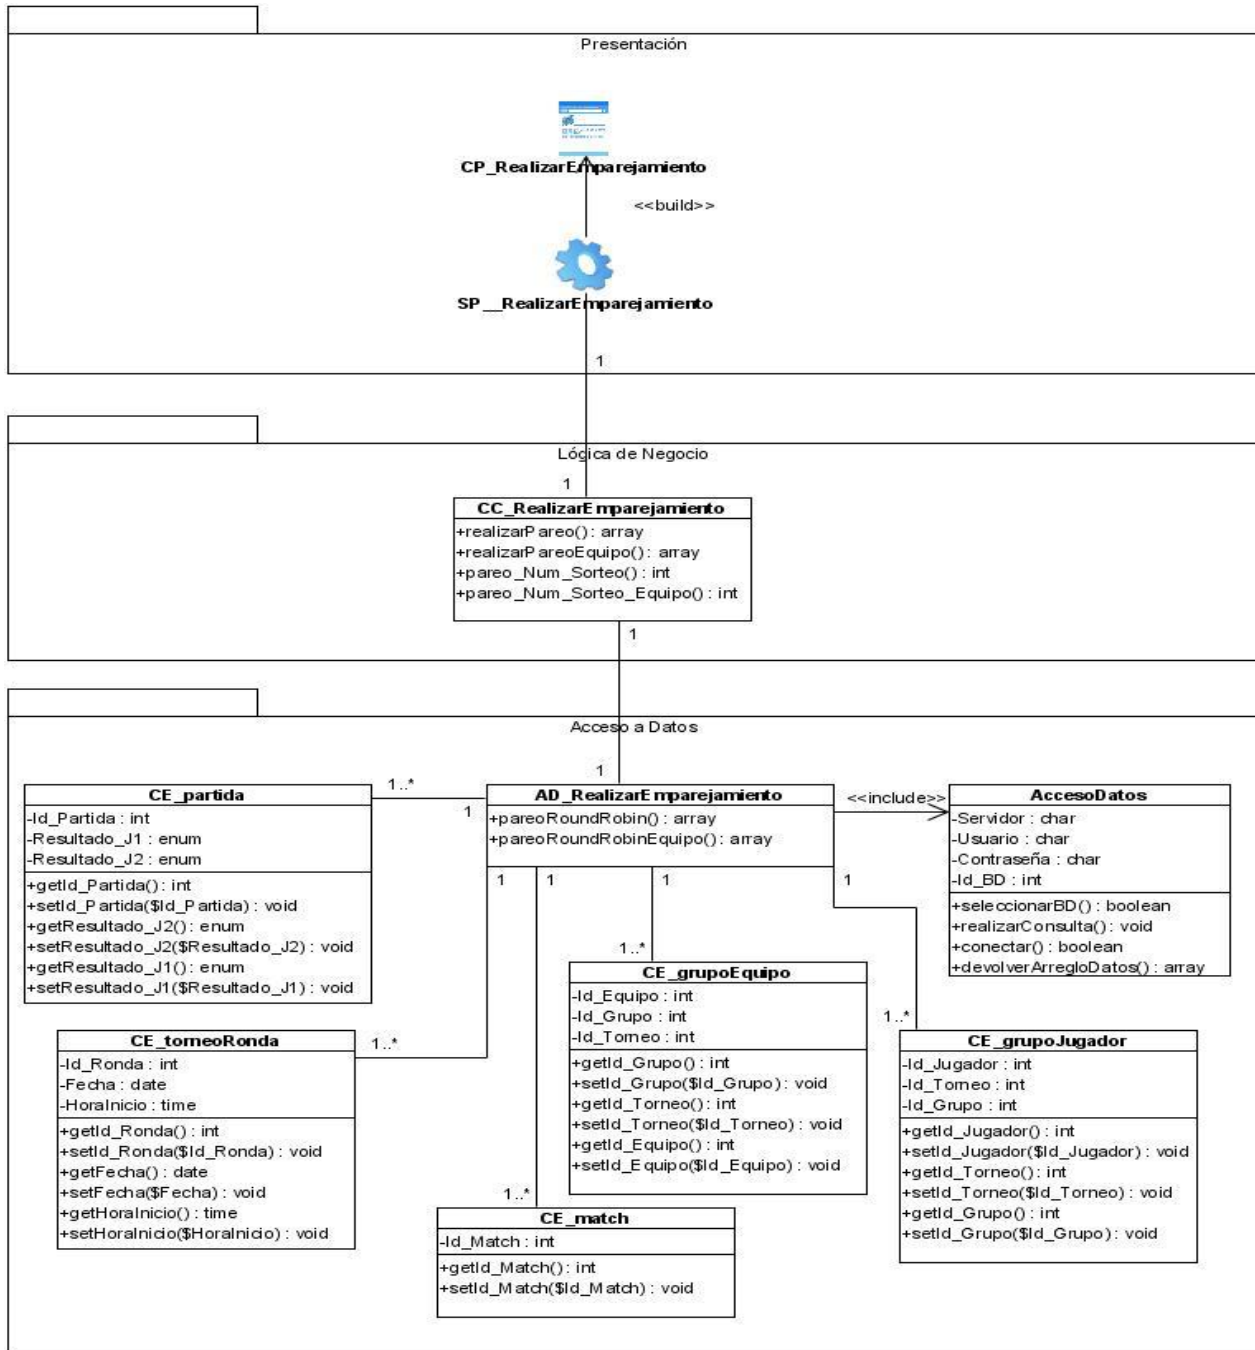 Presentación
CP_RealizarEmparejamiento
<<build>>
SP__RealizarEmparejamiento
1
Lógica de Negocio
1
CC_RealizarEmparejamiento
+realizarPareo() : array
+realizarPareoEquipo() : array
+pareo_Num_Sorteo() : int
+pareo_Num_Sorteo_Equipo() : int
1
Acceso a Datos
1
CE_partida
-Id_Partida : int
-Resultado_J1 : enum
-Resultado_J2 : enum
+getId_Partida() : int
+setId_Partida($Id_Partida) : void
+getResultado_J2() : enum
+setResultado_J2($Resultado_J2) : void
+getResultado_J1() : enum
+setResultado_J1($Resultado_J1) : void
1..*
1
AD_RealizarEmparejamiento
+pareoRoundRobin() : array
+pareoRoundRobinEquipo() : array
<<include>>
AccesoDatos
-Servidor : char
-Usuario : char
-Contraseña : char
-Id_BD : int
+seleccionarBD() : boolean
+realizarConsulta() : void
+conectar() : boolean
+devolverArregloDatos() : array
1
1
1
1
1..*
CE_grupoEquipo
-Id_Equipo : int
-Id_Grupo : int
-Id_Torneo : int
+getId_Grupo() : int
+setId_Grupo($Id_Grupo) : void
+getId_Torneo() : int
+setId_Torneo($Id_Torneo) : void
+getId_Equipo() : int
+setId_Equipo($Id_Equipo) : void
1..*
CE_torneoRonda
-Id_Ronda : int
-Fecha : date
-HoraInicio : time
+getId_Ronda() : int
+setId_Ronda($Id_Ronda) : void
+getFecha() : date
+setFecha($Fecha) : void
+getHoraInicio() : time
+setHoraInicio($HoraInicio) : void
1..*
CE_grupoJugador
-Id_Jugador : int
-Id_Torneo : int
-Id_Grupo : int
+getId_Jugador() : int
+setId_Jugador($Id_Jugador) : void
+getId_Torneo() : int
+setId_Torneo($Id_Torneo) : void
+getId_Grupo() : int
+setId_Grupo($Id_Grupo) : void
1..*
CE_match
-Id_Match : int
+getId_Match() : int
+setId_Match($Id_Match) : void